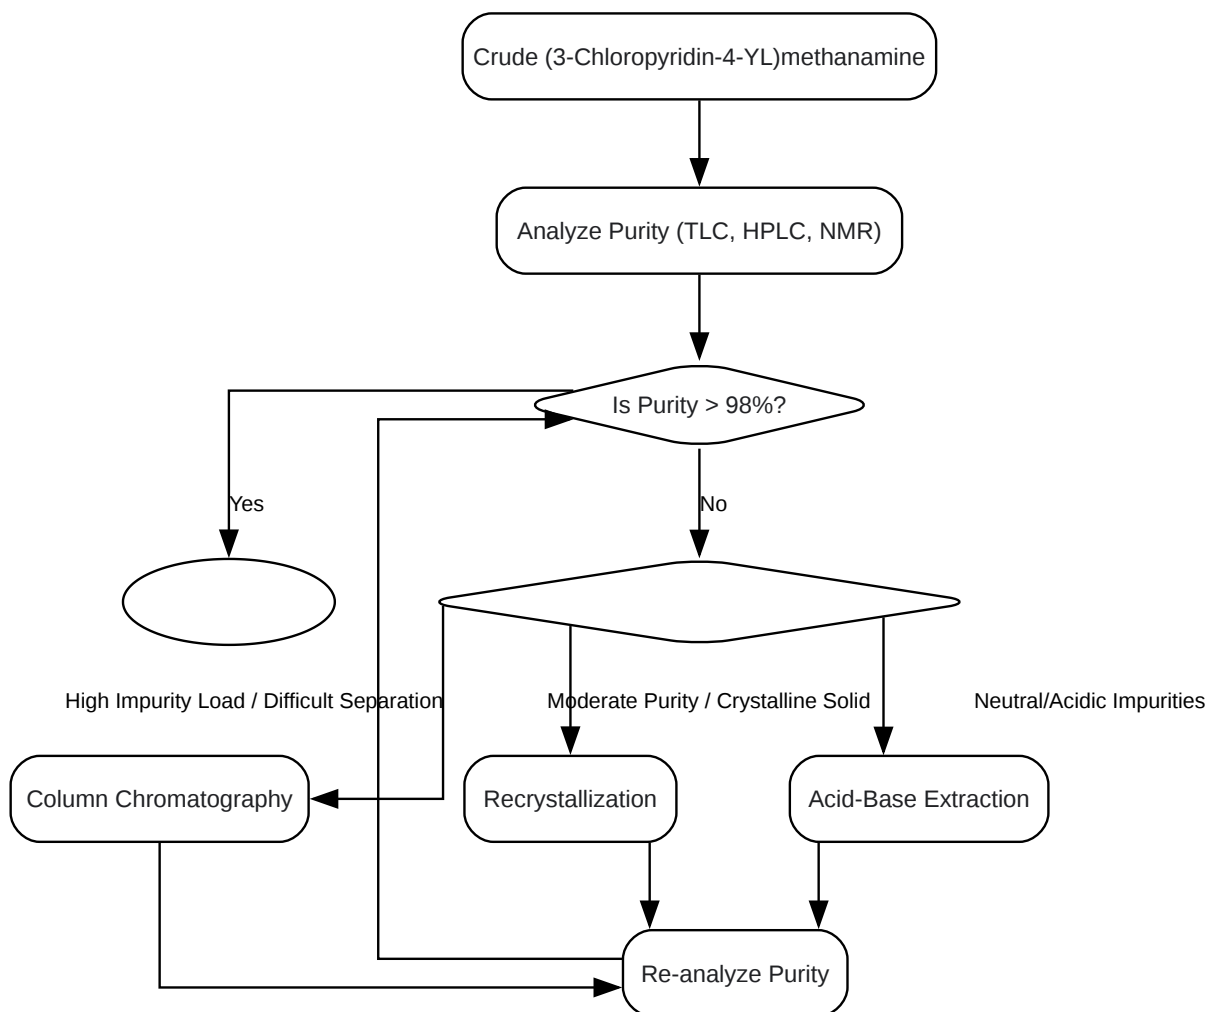 Crude (3-Chloropyridin-4-YL)methanamine
Analyze Purity (TLC, HPLC, NMR)
Is Purity > 98%?
Yes
No
High Impurity Load / Difficult Separation
Moderate Purity / Crystalline Solid
Neutral/Acidic Impurities
Column Chromatography
Recrystallization
Acid-Base Extraction
Re-analyze Purity